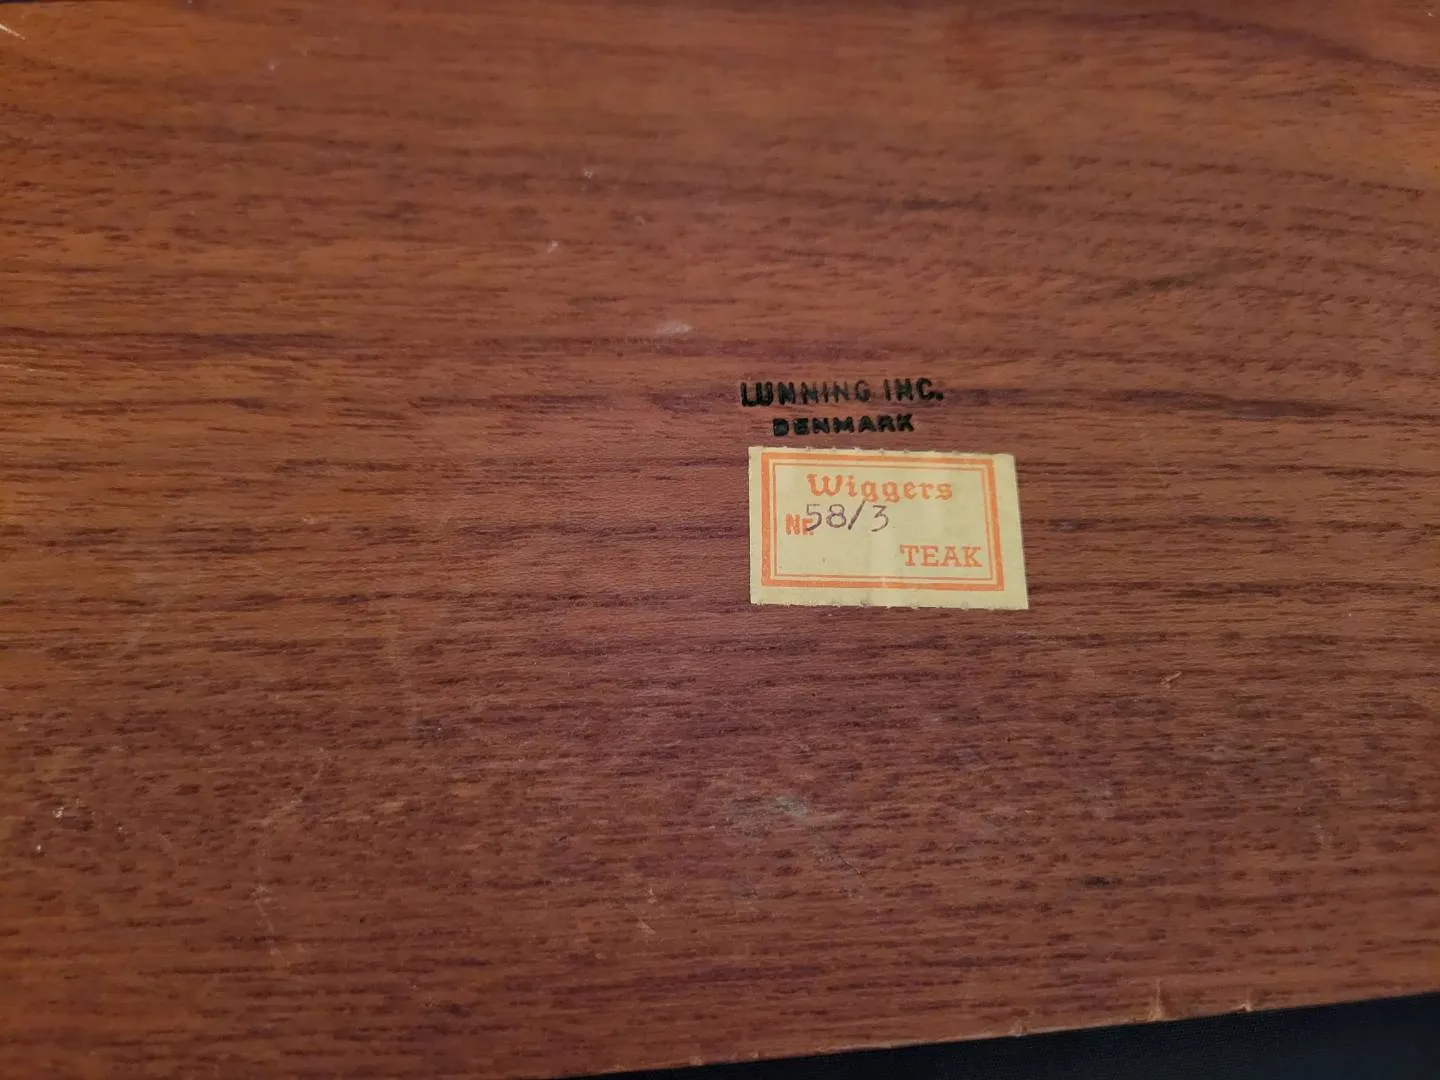 LUNNING INC.
DENMARK
Wiggers
Nr. 58/3
TEAK